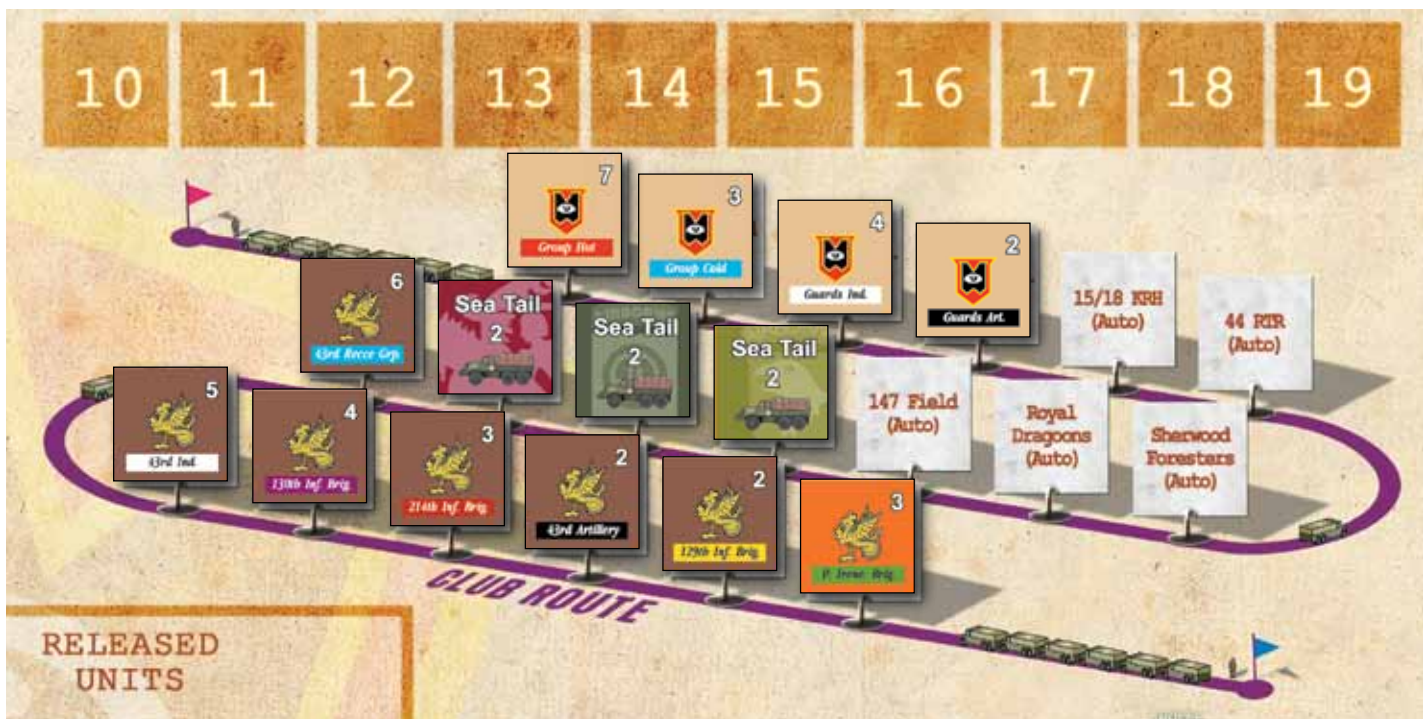 10 11 12 13 14 15 16 17 18 19
7
Group Hot
3
Group Cold
4
Guards Ind.
2
Guards Art.
15/18 KRH
(Auto)
44 RTR
(Auto)
6
43rd Recce Grp.
Sea Tail
2
Sea Tail
2
Sea Tail
2
147 Field
(Auto)
Royal
Dragoons
(Auto)
Sherwood
Foresters
(Auto)
5
43rd Ind.
4
130th Inf. Brig.
3
214th Inf. Brig.
2
43rd Artillery
2
129th Inf. Brig.
3
P. Irene Brig.
CLUB ROUTE
RELEASED
UNITS